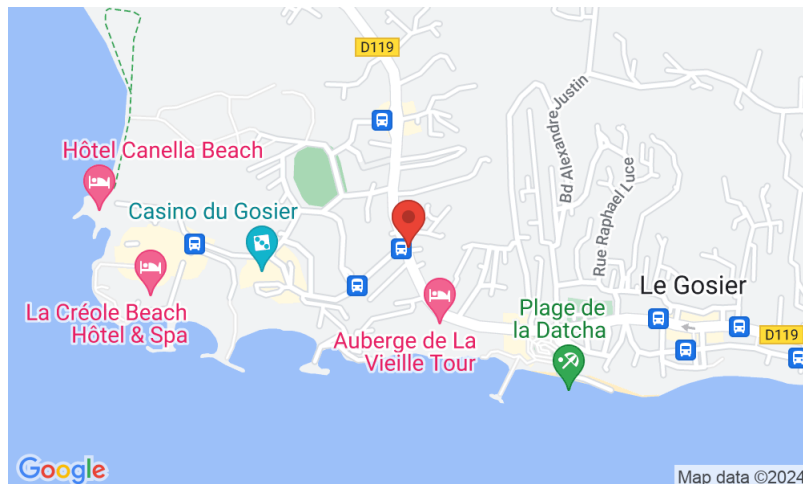 D119
Bd Alexandre Justin
Hôtel Canella Beach
Rue Raphael Luce
Casino du Gosier
La Créole Beach
Hôtel & Spa
Auberge de La
Vieille Tour
Plage de
la Datcha
Le Gosier
D119
Google
Map data ©2024